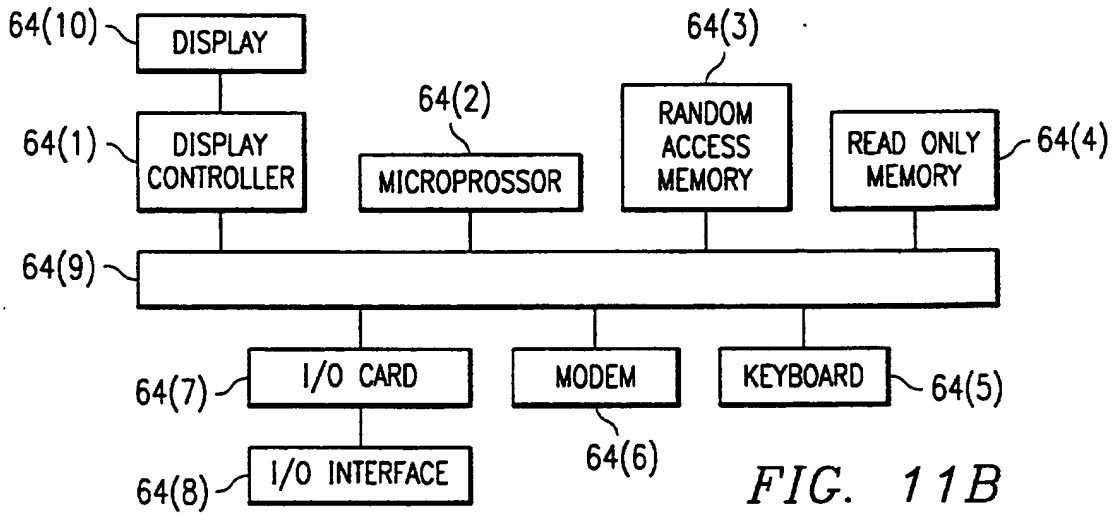 64(10)
DISPLAY
64(3)
64(2)
64(1)
DISPLAY
CONTROLLER
MICROPROSSOR
RANDOM
ACCESS
MEMORY
READ ONLY
MEMORY
64(4)
64(9)
I/O CARD
MODEM
KEYBOARD
64(7)
64(5)
64(6)
I/O INTERFACE
64(8)
FIG. 11B